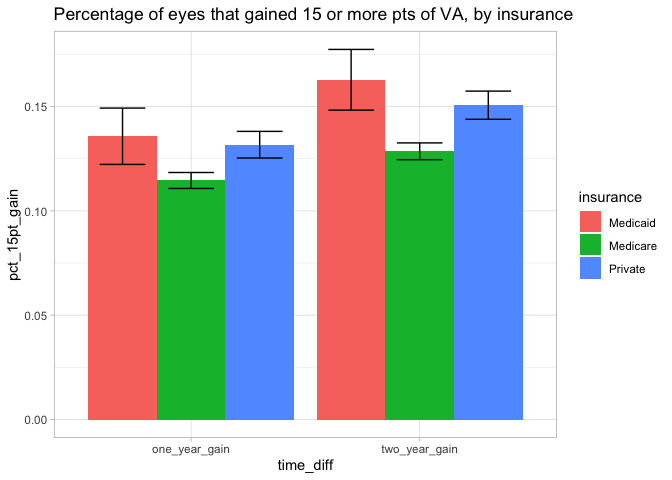 Percentage of eyes that gained 15 or more pts of VA, by insurance
pct_15pt_gain
0.15
0.10
0.05
0.00
one_year_gain
two_year_gain
time_diff
insurance
Medicaid
Medicare
Private